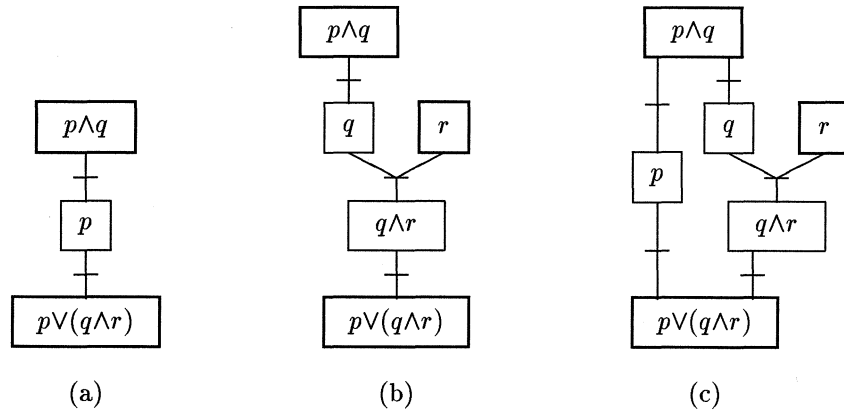 p∧q
p
p∨(q∧r)
(a)
p∧q
q r
q∧r
p∨(q∧r)
(b)
p∧q
q r
p
q∧r
p∨(q∧r)
(c)